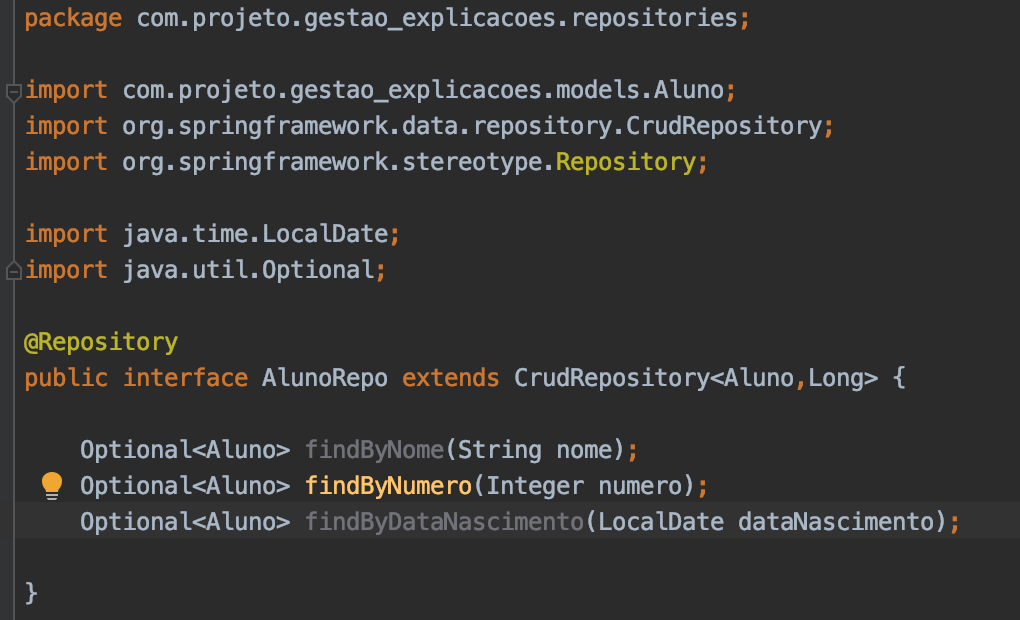 package com.projeto.gestao_explicacoes.repositories;
import com.projeto.gestao_explicacoes.models.Aluno;
import org.springframework.data.repository.CrudRepository;
import org.springframework.stereotype.Repository;
import java.time.LocalDate;
import java.util.Optional;
@Repository
public interface AlunoRepo extends CrudRepository<Aluno,Long> {
Optional<Aluno> findByNome(String nome);
Optional<Aluno> findByNumero(Integer numero);
Optional<Aluno> findByDataNascimento(LocalDate dataNascimento);
}